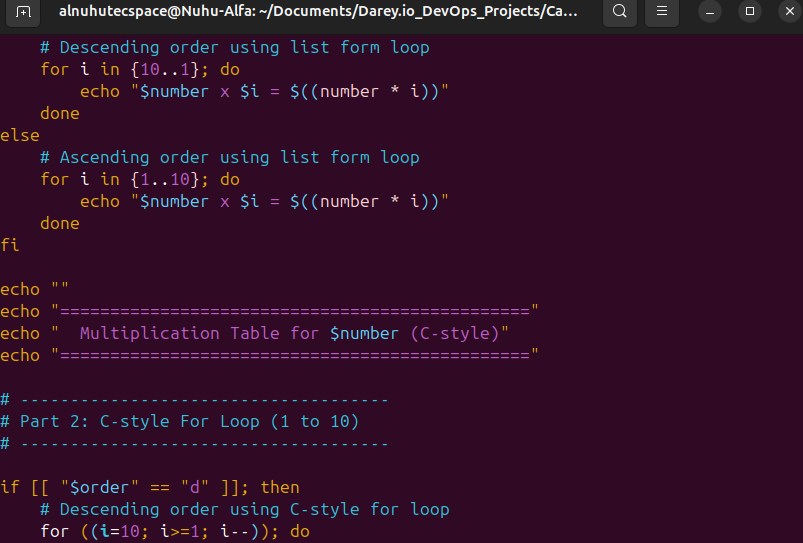 alnuhutecspace@Nuhu-Alfa: ~/Documents/Darey.io_DevOps_Projects/Ca...
    # Descending order using list form loop
    for i in {10..1}; do
        echo "$number x $i = $((number * i))"
    done
else
    # Ascending order using list form loop
    for i in {1..10}; do
        echo "$number x $i = $((number * i))"
    done
fi

echo ""
echo "==============================================="
echo "  Multiplication Table for $number (C-style)"
echo "==============================================="

# -------------------------------------
# Part 2: C-style For Loop (1 to 10)
# -------------------------------------

if [[ "$order" == "d" ]]; then
    # Descending order using C-style for loop
    for ((i=10; i>=1; i--)); do